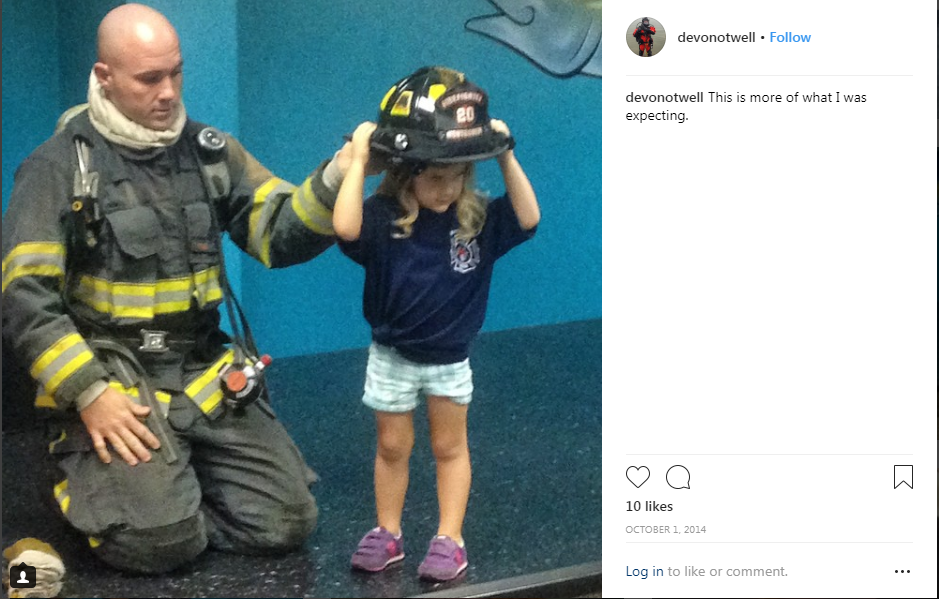 devonotwell • Follow
devonotwell This is more of what I was
expecting.
FIREFIGHTER
20
10 likes
OCTOBER 1, 2014
Log in to like or comment.